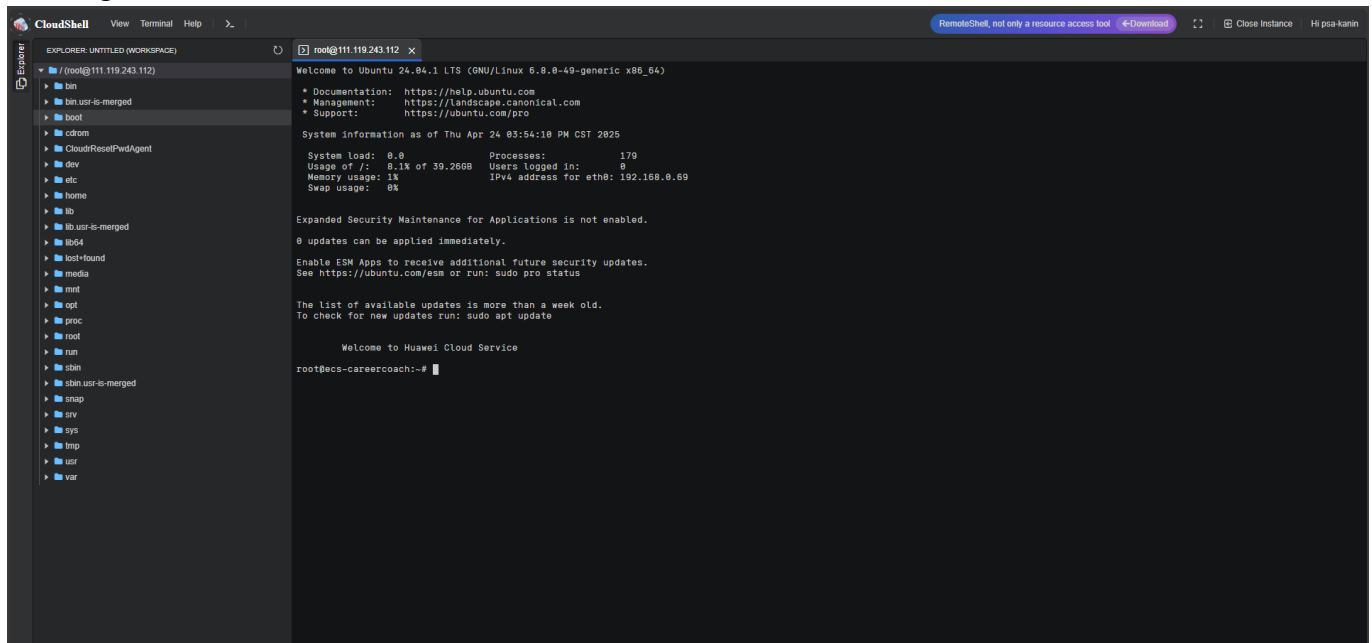 CloudShell View Terminal Help
RemoteShell, not only a resource access tool Download Close Instance Hi psa-kanin
Explorer
EXPLORER: UNTITLED (WORKSPACE)
/ (root@111.119.243.112)
bin
bin.usr-is-merged
boot
cdrom
CloudrResetPwdAgent
dev
etc
home
lib
lib.usr-is-merged
lib64
lost+found
media
mnt
opt
proc
root
run
sbin
sbin.usr-is-merged
snap
srv
sys
tmp
usr
var
root@111.119.243.112
Welcome to Ubuntu 24.04.1 LTS (GNU/Linux 6.8.0-49-generic x86_64)
* Documentation: https://help.ubuntu.com
* Management: https://landscape.canonical.com
* Support: https://ubuntu.com/pro
System information as of Thu Apr 24 03:54:10 PM CST 2025
System load: 0.0 Processes: 179
Usage of /: 8.1% of 39.26GB Users logged in: 0
Memory usage: 1% IPv4 address for eth0: 192.168.0.69
Swap usage: 0%
Expanded Security Maintenance for Applications is not enabled.
0 updates can be applied immediately.
Enable ESM Apps to receive additional future security updates.
See https://ubuntu.com/esm or run: sudo pro status
The list of available updates is more than a week old.
To check for new updates run: sudo apt update
Welcome to Huawei Cloud Service
root@ecs-careercoach:~#